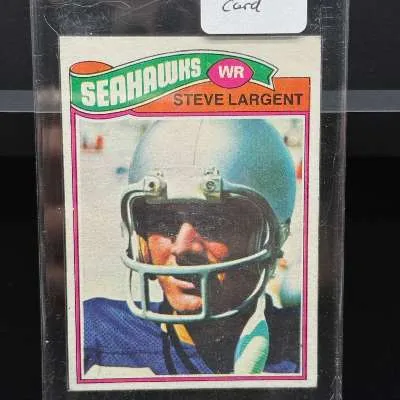 Card
SEAHAWKS
WR
STEVE LARGENT